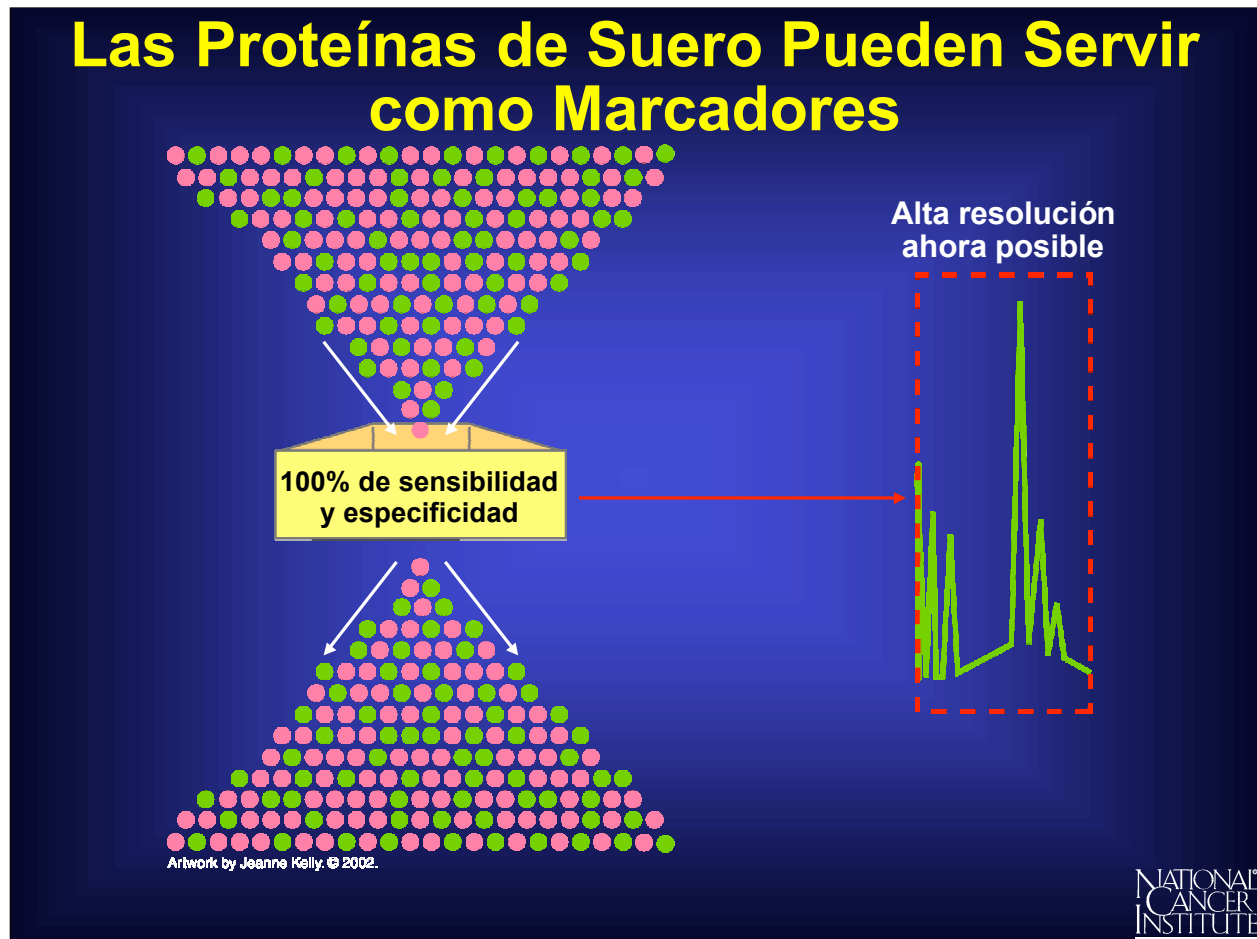 Las Proteínas de Suero Pueden Servir
como Marcadores
Alta resolución
ahora posible
100% de sensibilidad
y especificidad
Artwork by Jeanne Kelly. © 2002.
NATIONAL®
CANCER
INSTITUTE